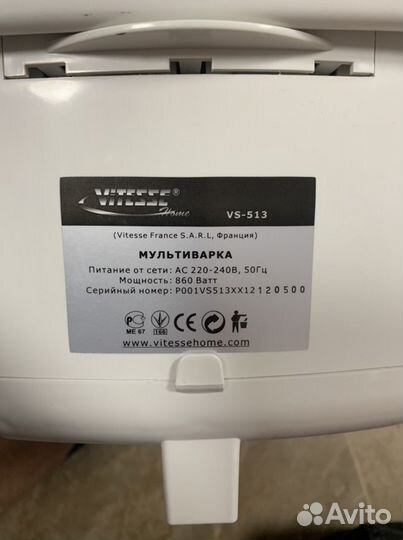 ViTESSE® Home VS-513
(Vitesse France S.A.R.L, Франция)
МУЛЬТИВАРКА
Питание от сети: AC 220-240В, 50Гц
Мощность: 860 Ватт
Серийный номер: P001VS513XX12120500
ME 67 166
www.vitessehome.com
Avito